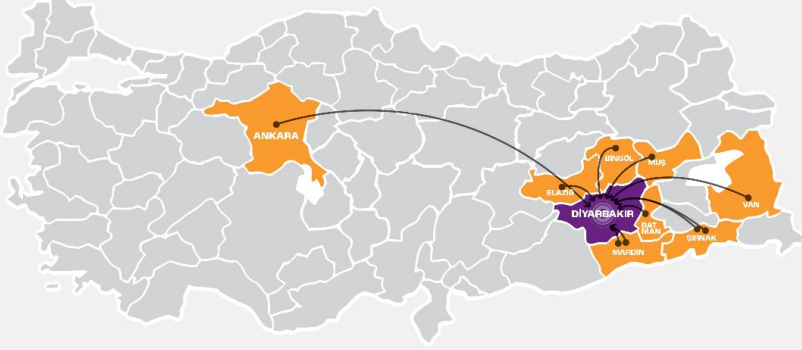 ANKARA
BİNGÖL
MUŞ
ELAZIĞ
VAN
DİYARBAKIR
BAT
MAN
ŞIRNAK
MARDİN